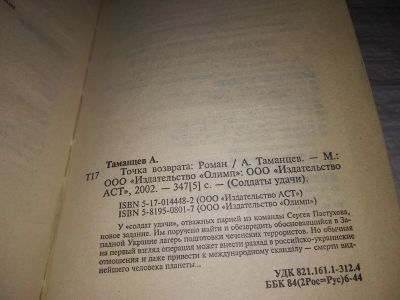 Таманцев А.
Т17
Точка возврата: Роман / А. Таманцев. — М.:
ООО «Издательство «Олимп»: ООО «Издательство
АСТ», 2002. — 347[5] с. — (Солдаты удачи).
ISBN 5-17-014448-2 (Издательство АСТ)
ISBN 5-8195-0801-7 («Издательство «Олимп»)
У «солдат удачи», отважных парней из команды Сергея Пастухова,
новое задание. Им поручено найти и обезвредить обосновавшийся в За-
падной Украине лагерь подготовки чеченских террористов. Но обычная
на первый взгляд операция может внести разлад в российско-украинские
отношения и даже привести к международному скандалу — смерти вид-
нейшего человека планеты...
УДК 821.161.1-312.4
ББК 84(2Рос=Рус)6-44